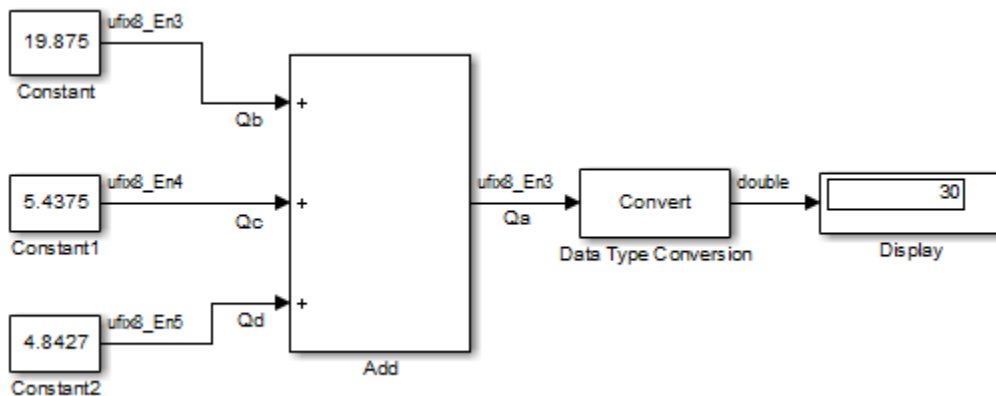 ufix8_En3
19.875
Constant
Qb
+
ufix8_En4
5.4375
Constant1
Qc
+
ufix8_En5
4.8427
Constant2
Qd
+
Add
ufix8_En3
Qa
Convert
Data Type Conversion
double
30
Display